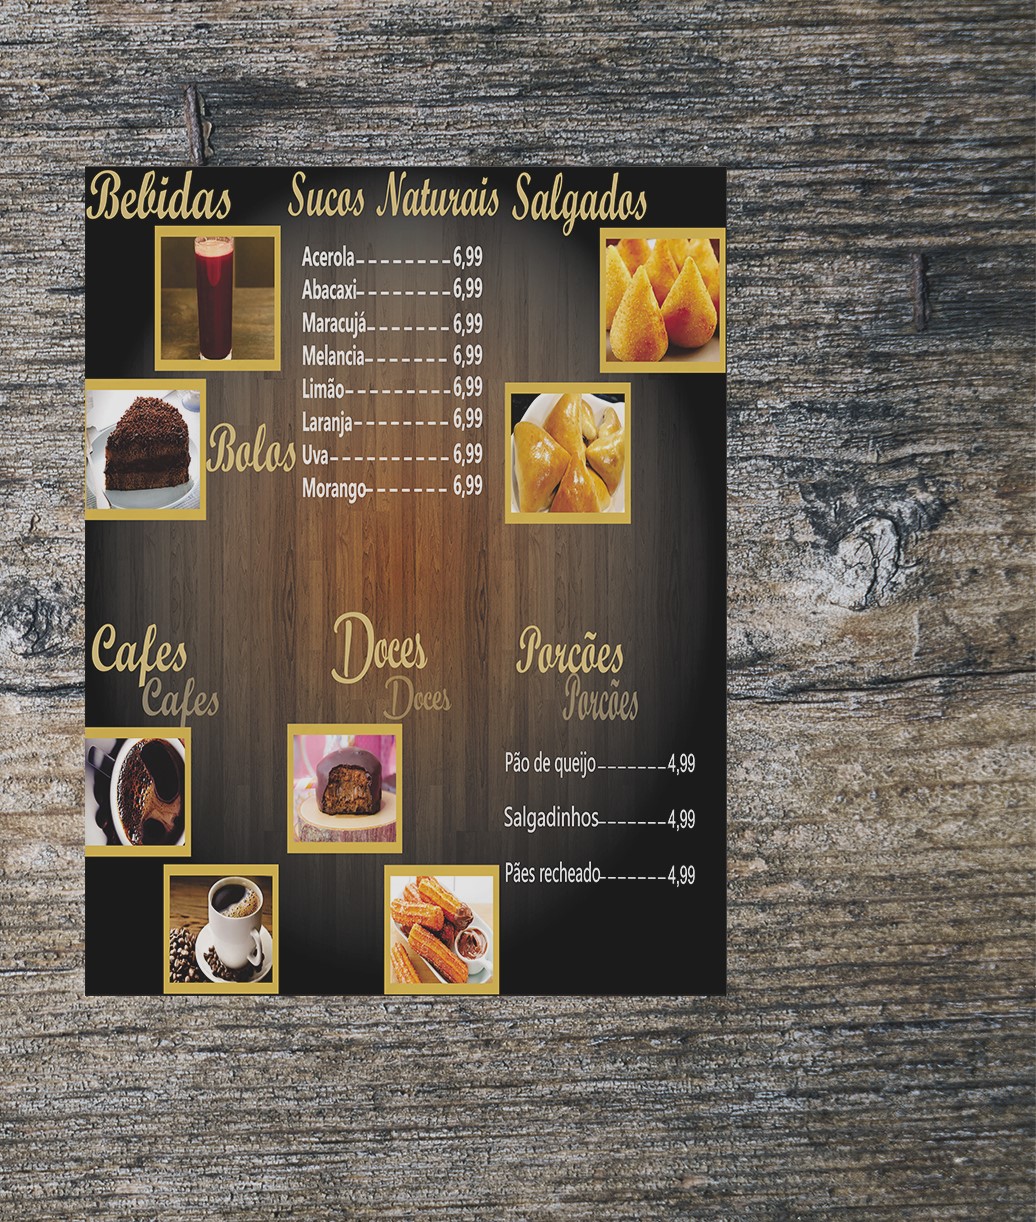 Bebidas
Sucos Naturais
Salgados
Acerola---------6,99
Abacaxi---------6,99
Maracujá--------6,99
Melancia-------- 6,99
Limão----------6,99
Laranja---------6,99
Uva-----------6,99
Morango-------- 6,99
Bolos
Cafes
Cafes
Doces
Doces
Porcões
Porcões
Pão de queijo-------4,99
Salgadinhos-------4,99
Pães recheado-------4,99